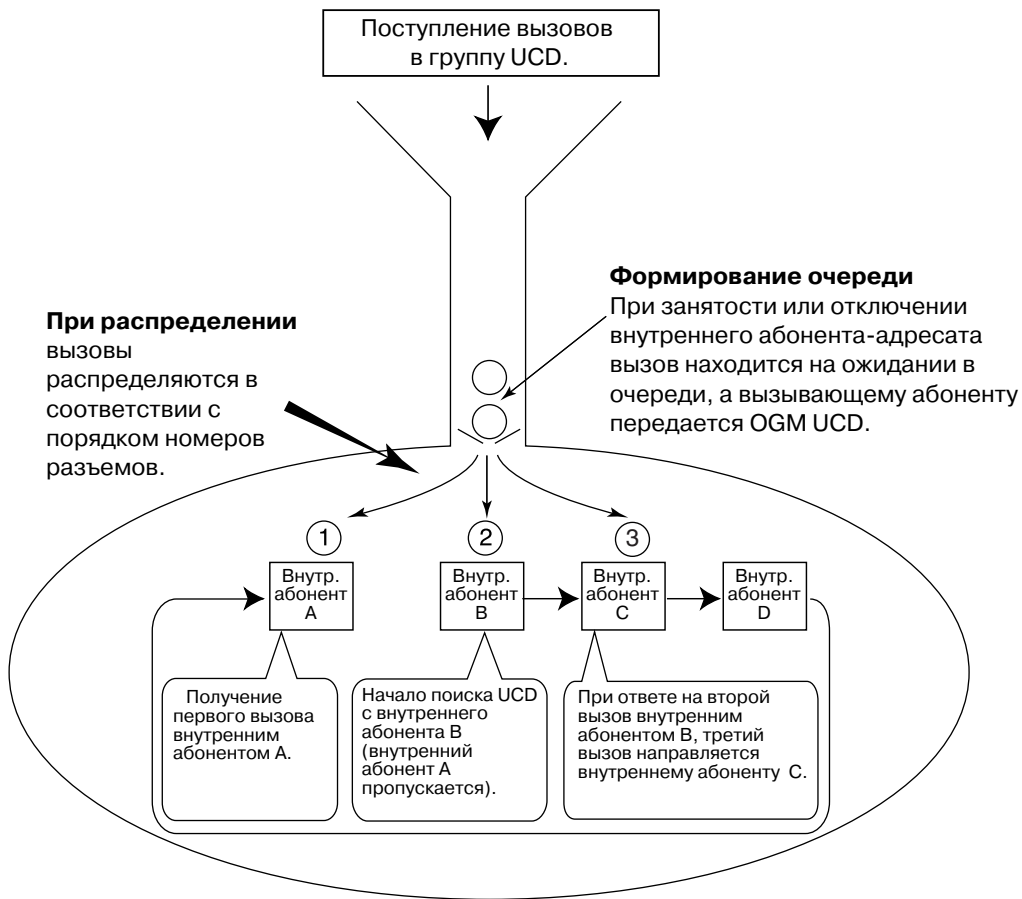 Поступление вызовов
в группу UCD.
Формирование очереди
При занятости или отключении
внутреннего абонента-адресата
вызов находится на ожидании в
очереди, а вызывающему абоненту
передается OGM UCD.
При распределении
вызовы
распределяются в
соответствии с
порядком номеров
разъемов.
1
2
3
Внутр.
абонент
A
Внутр.
абонент
B
Внутр.
абонент
C
Внутр.
абонент
D
Получение
первого вызова
внутренним
абонентом A.
Начало поиска UCD
с внутреннего
абонента B
(внутренний
абонент A
пропускается).
При ответе на второй
вызов внутренним
абонентом B, третий
вызов направляется
внутреннему абоненту C.